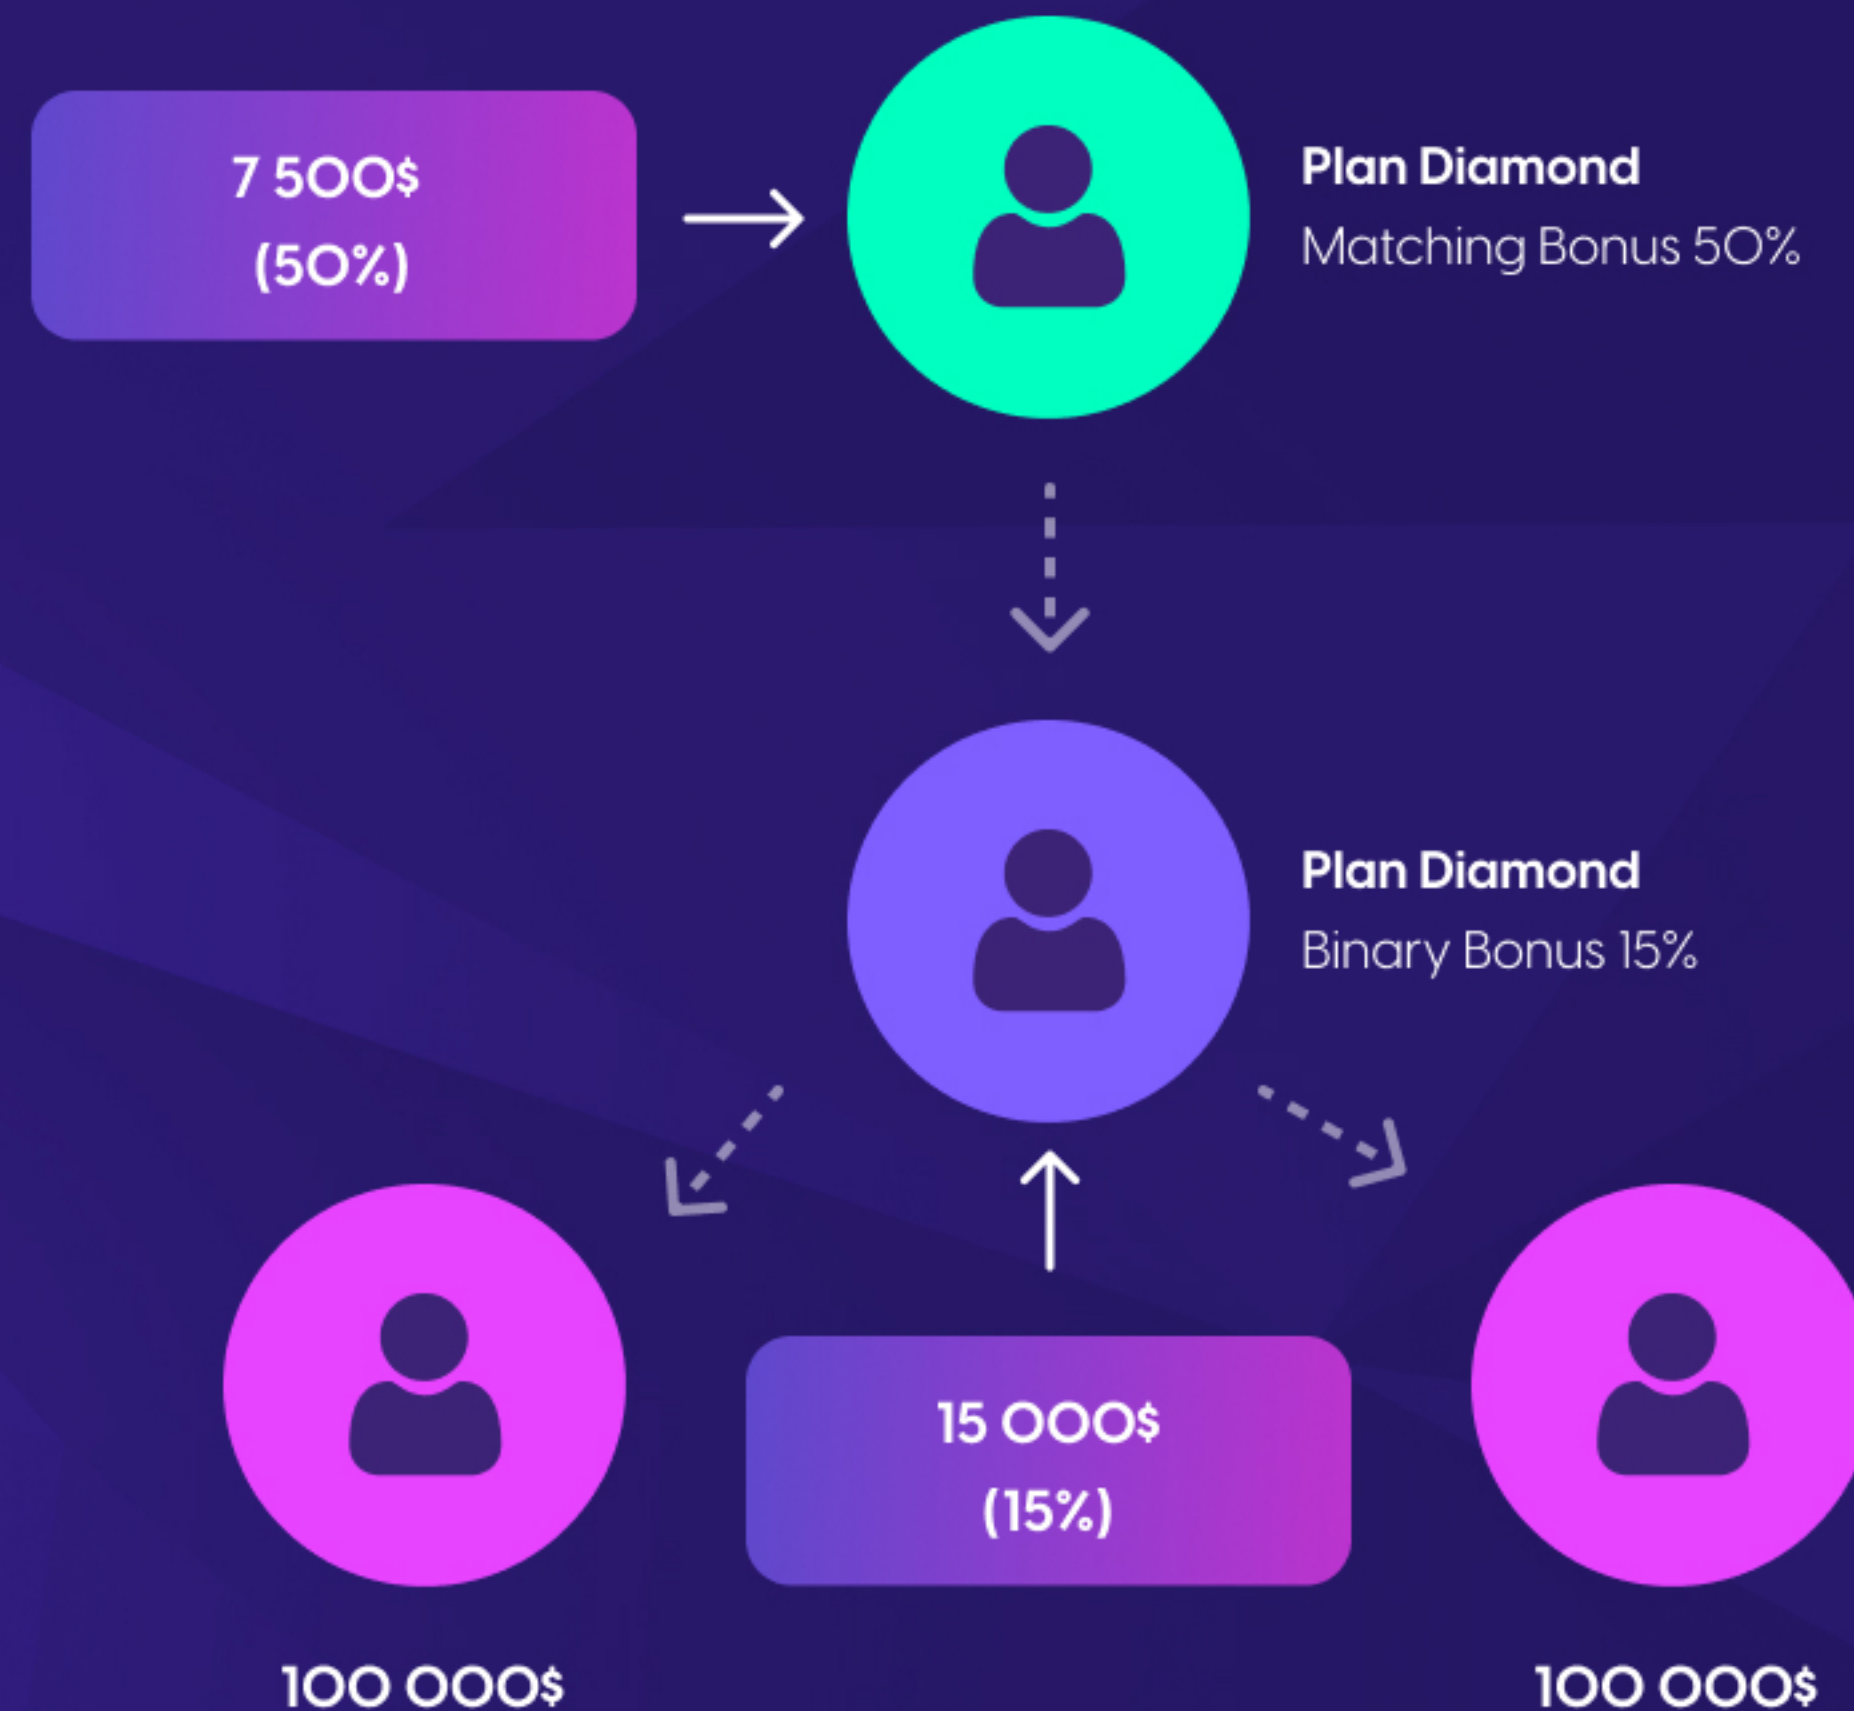 7 500$
(50%)
Plan Diamond
Matching Bonus 50%
Plan Diamond
Binary Bonus 15%
15 000$
(15%)
100 000$
100 000$